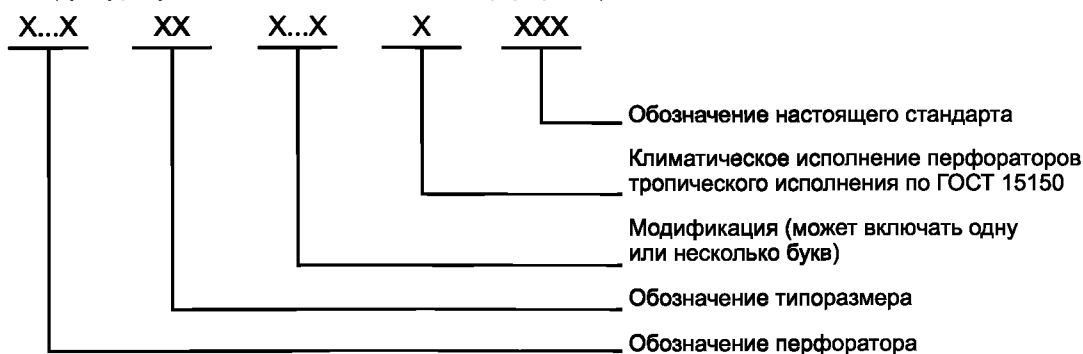 Х...Х ХХ Х...Х Х ХХХ
Обозначение настоящего стандарта
Климатическое исполнение перфораторов
тропического исполнения по ГОСТ 15150
Модификация (может включать одну
или несколько букв)
Обозначение типоразмера
Обозначение перфоратора